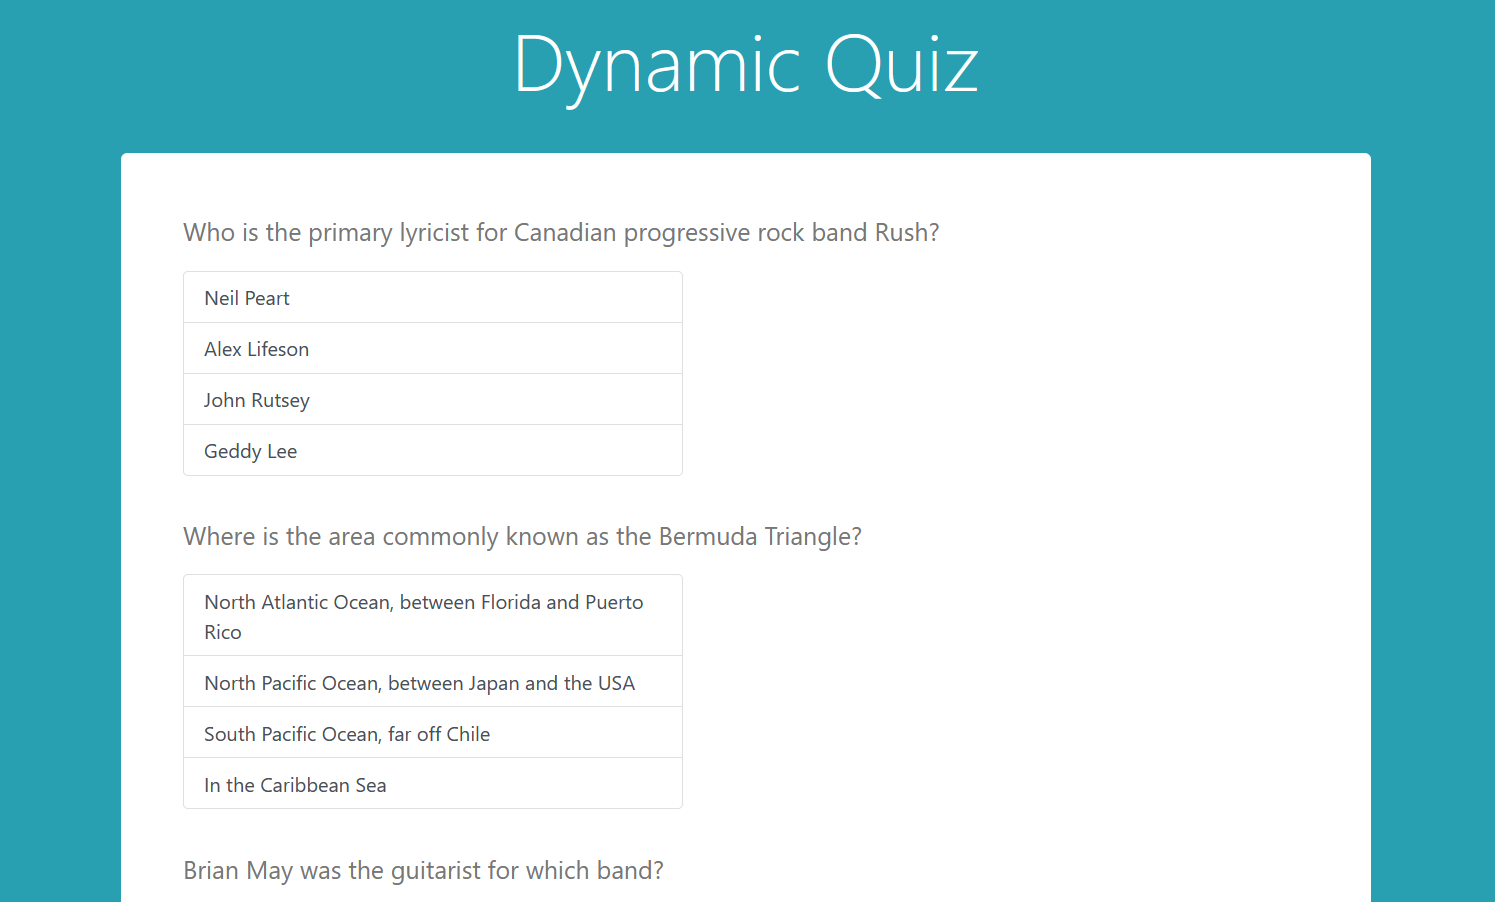 Dynamic Quiz
Who is the primary lyricist for Canadian progressive rock band Rush?
Neil Peart
Alex Lifeson
John Rutsey
Geddy Lee
Where is the area commonly known as the Bermuda Triangle?
North Atlantic Ocean, between Florida and Puerto
Rico
North Pacific Ocean, between Japan and the USA
South Pacific Ocean, far off Chile
In the Caribbean Sea
Brian May was the guitarist for which band?